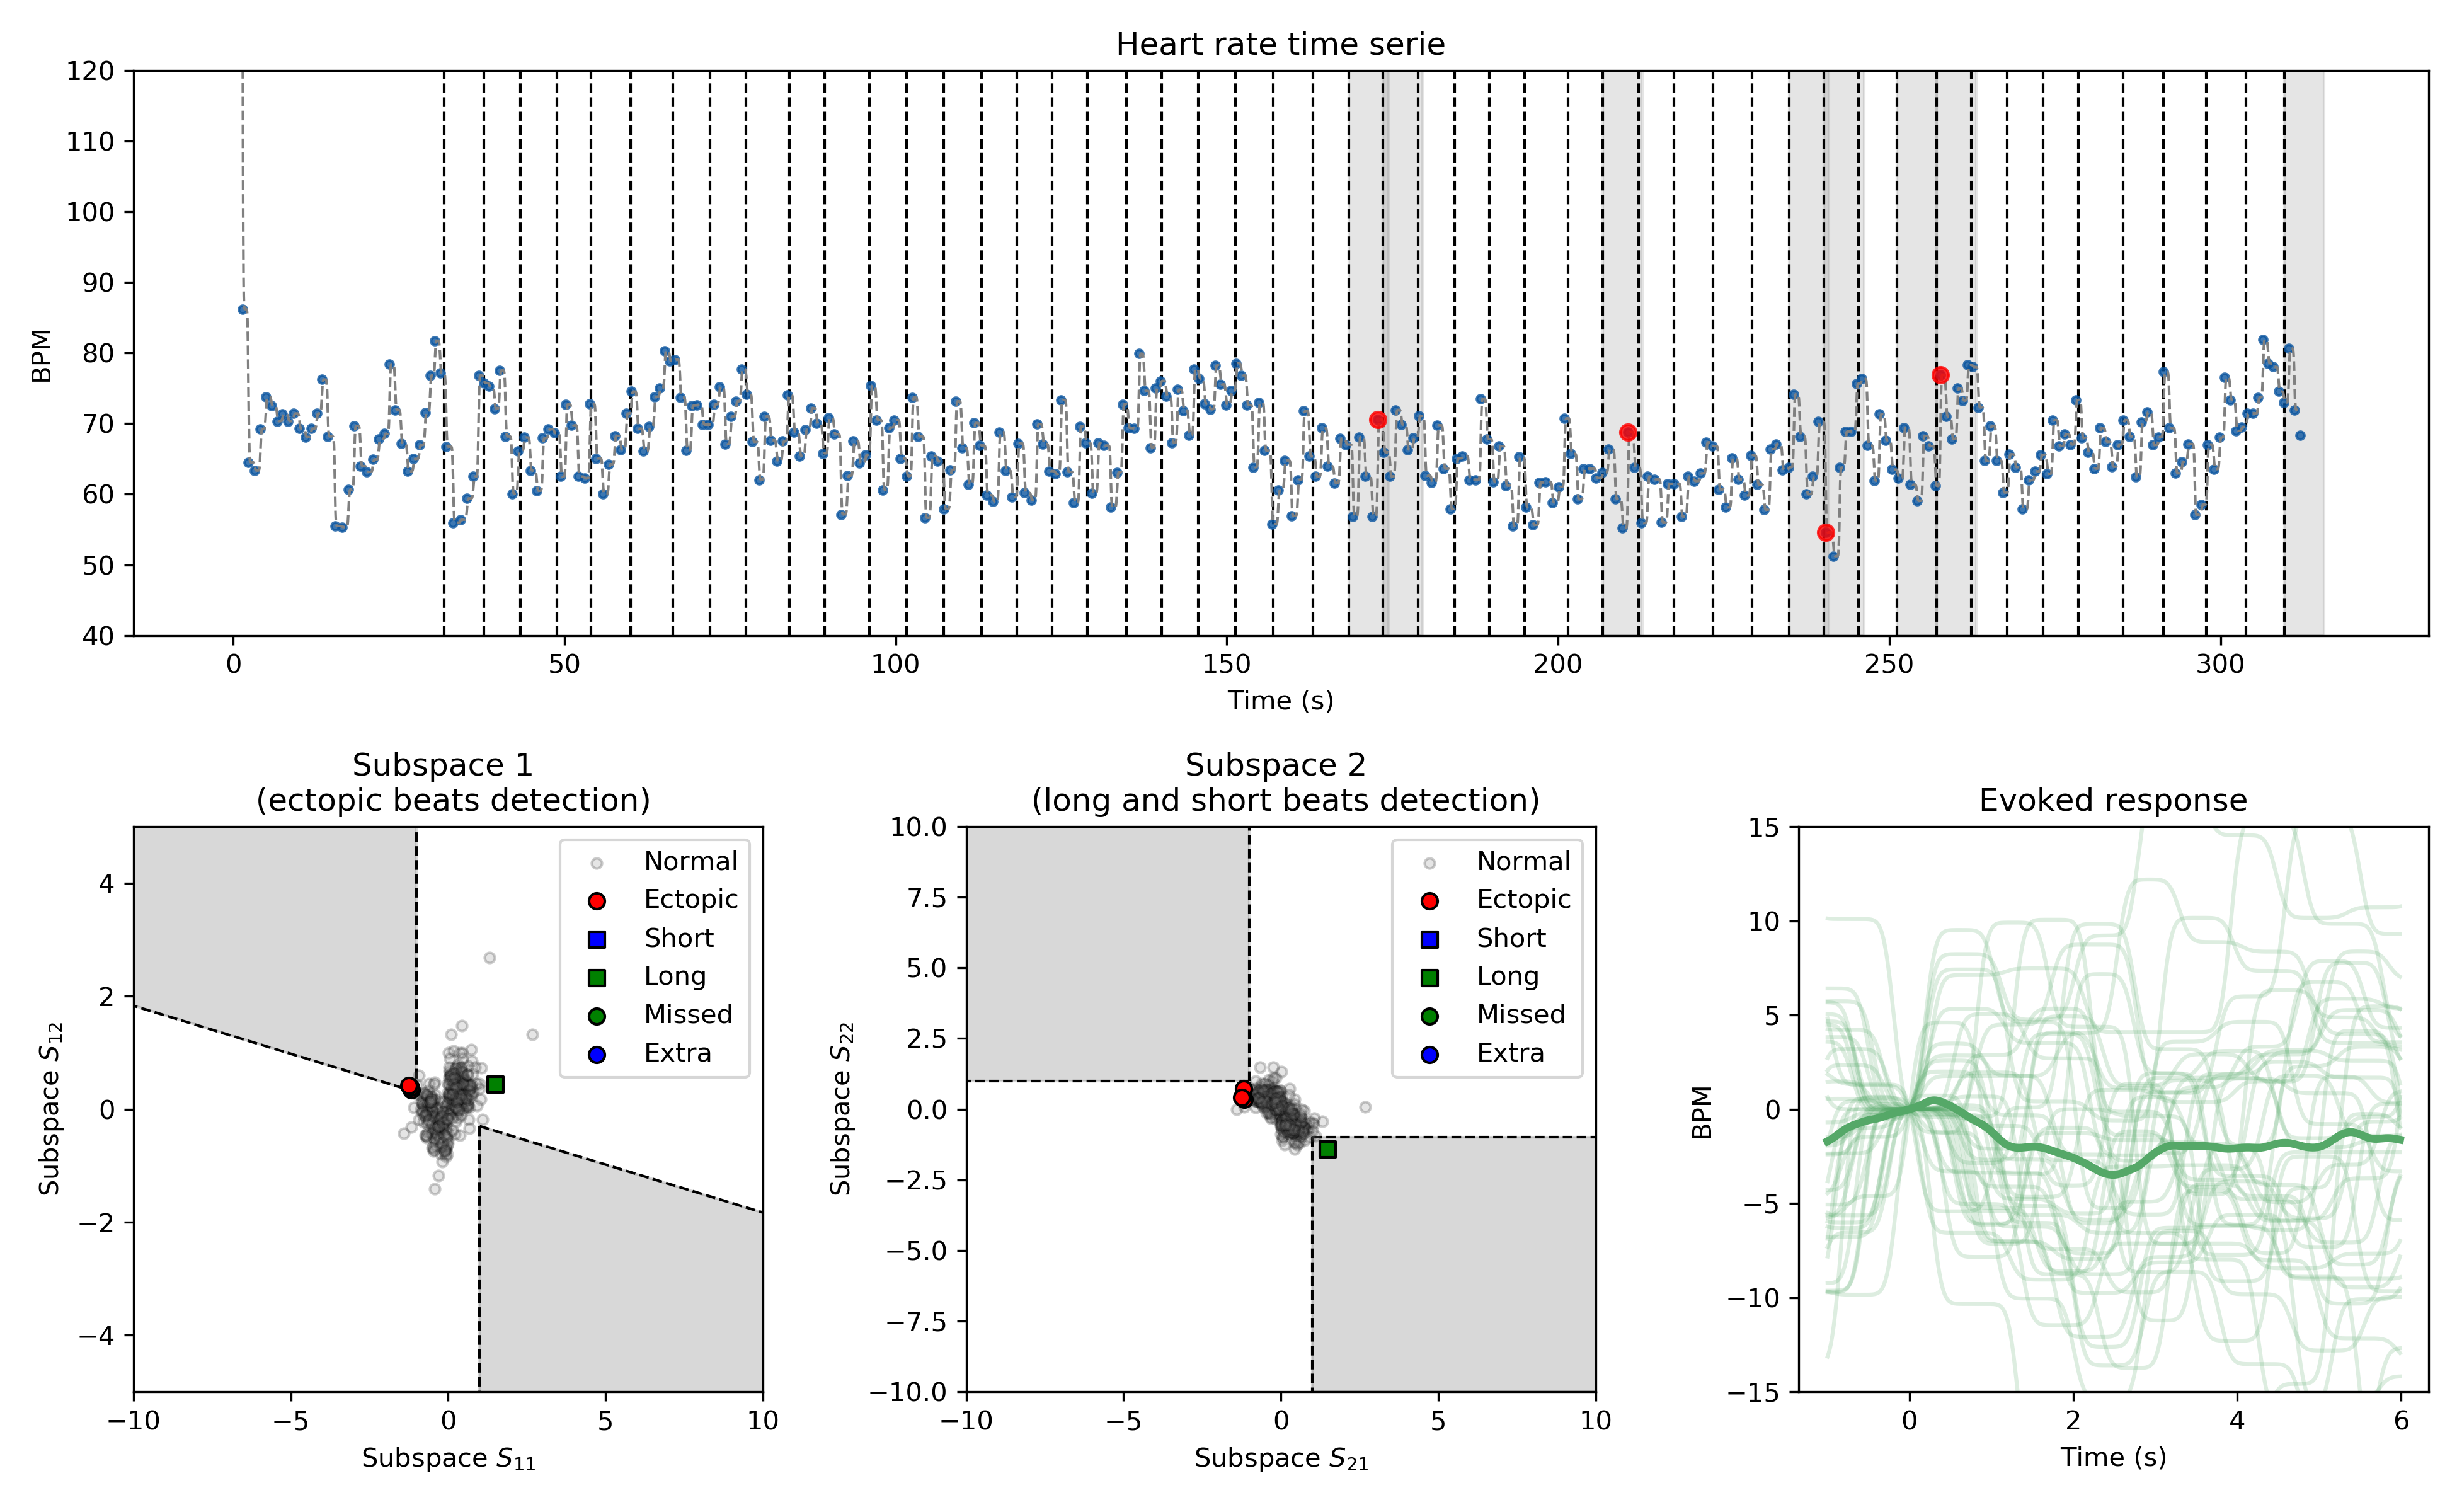 Heart rate time serie
120
110
100
90
80
70
60
50
40
BPM
0 50 100 150 200 250 300
Time (s)
Subspace 1
(ectopic beats detection)
4
2
0
−2
−4
Subspace S₁₂
−10 −5 0 5 10
Subspace S₁₁
Normal
Ectopic
Short
Long
Missed
Extra
Subspace 2
(long and short beats detection)
10.0
7.5
5.0
2.5
0.0
−2.5
−5.0
−7.5
−10.0
Subspace S₂₂
−10 −5 0 5 10
Subspace S₂₁
Normal
Ectopic
Short
Long
Missed
Extra
Evoked response
15
10
5
0
−5
−10
−15
BPM
0 2 4 6
Time (s)